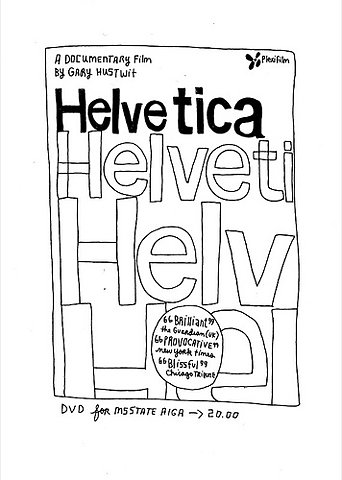 A DOCUMENTARY Film
BY GARY HUSTWIT
Plexifilm
Helvetica
Helveti
Helv
Hel
"BRilliant"
the GuARDiAN (UK)
"PROVOCATIVE"
new york times
"Blissful"
Chicago TRibune
DVD for MSSTATE AIGA → 20.00